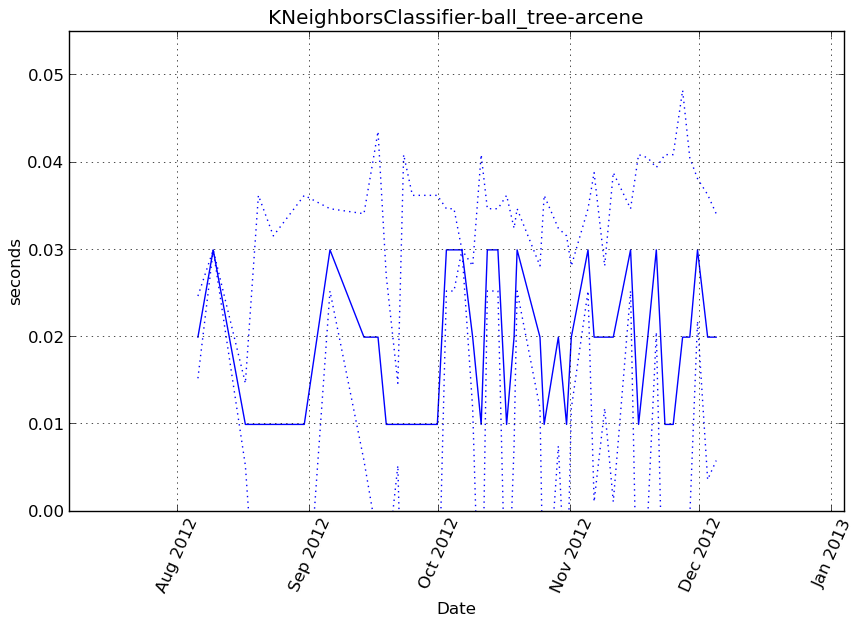 KNeighborsClassifier-ball_tree-arcene
0.05
0.04
0.03
0.02
0.01
0.00
seconds
Aug 2012
Sep 2012
Oct 2012
Nov 2012
Dec 2012
Jan 2013
Date